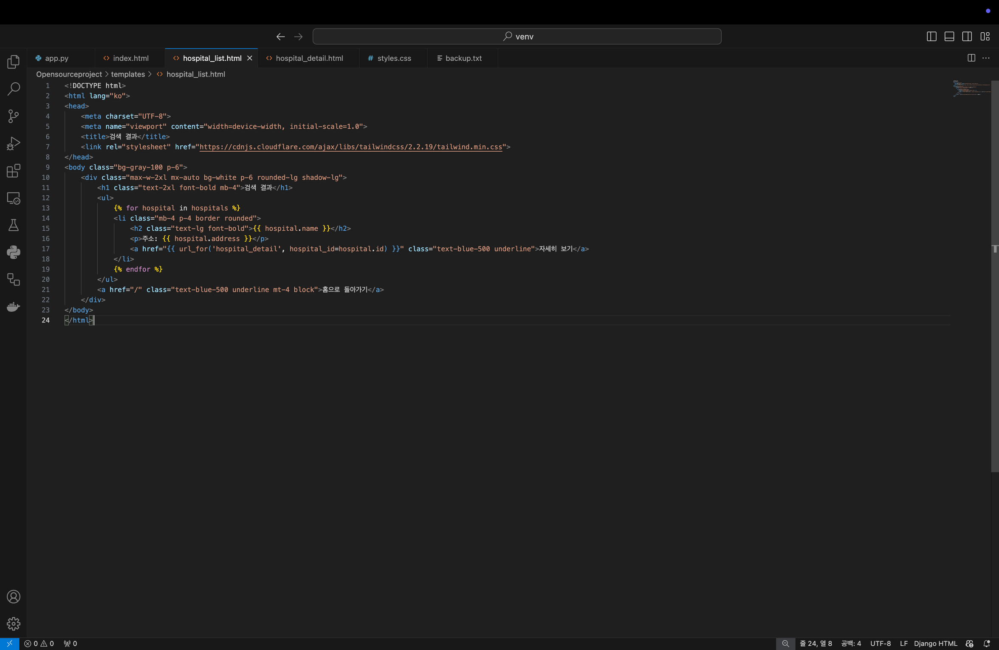 venv
app.py index.html hospital_list.html hospital_detail.html styles.css backup.txt
Opensourceproject templates hospital_list.html
1 <!DOCTYPE html>
2 <html lang="ko">
3 <head>
4 <meta charset="UTF-8">
5 <meta name="viewport" content="width=device-width, initial-scale=1.0">
6 <title>검색 결과</title>
7 <link rel="stylesheet" href="https://cdnjs.cloudflare.com/ajax/libs/tailwindcss/2.2.19/tailwind.min.css">
8 </head>
9 <body class="bg-gray-100 p-6">
10 <div class="max-w-2xl mx-auto bg-white p-6 rounded-lg shadow-lg">
11 <h1 class="text-2xl font-bold mb-4">검색 결과</h1>
12 <ul>
13 {% for hospital in hospitals %}
14 <li class="mb-4 p-4 border rounded">
15 <h2 class="text-lg font-bold">{{ hospital.name }}</h2>
16 <p>주소: {{ hospital.address }}</p>
17 <a href="{{ url_for('hospital_detail', hospital_id=hospital.id) }}" class="text-blue-500 underline">자세히 보기</a>
18 </li>
19 {% endfor %}
20 </ul>
21 <a href="/" class="text-blue-500 underline mt-4 block">홈으로 돌아가기</a>
22 </div>
23 </body>
24 </html>
0 0 0 줄 24, 열 8 공백: 4 UTF-8 LF Django HTML